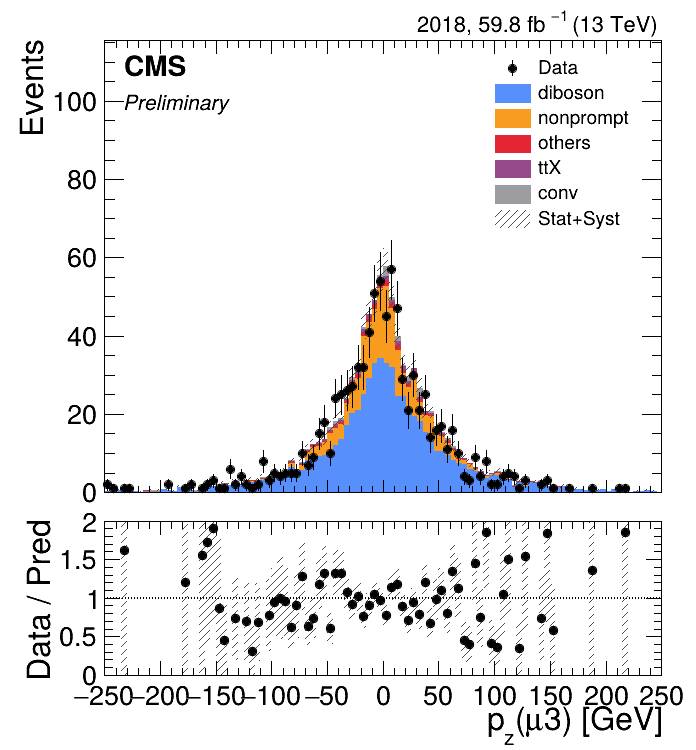 2018, 59.8 fb⁻¹ (13 TeV)
CMS
Preliminary
Events
100
80
60
40
20
0
Data
diboson
nonprompt
others
ttX
conv
Stat+Syst
Data / Pred
2
1.5
1
0.5
0
−250 −200 −150 −100 −50 0 50 100 150 200 250
p_z(μ3) [GeV]